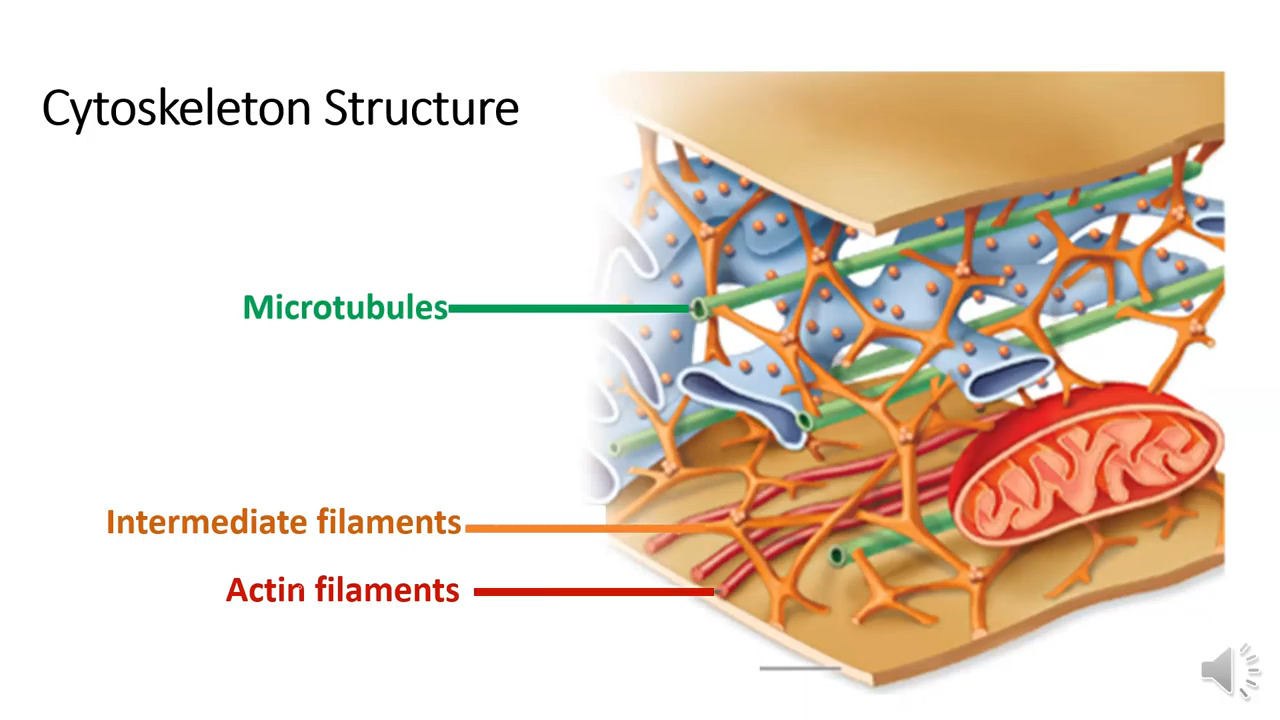 Cytoskeleton Structure
Microtubules
Intermediate filaments
Actin filaments